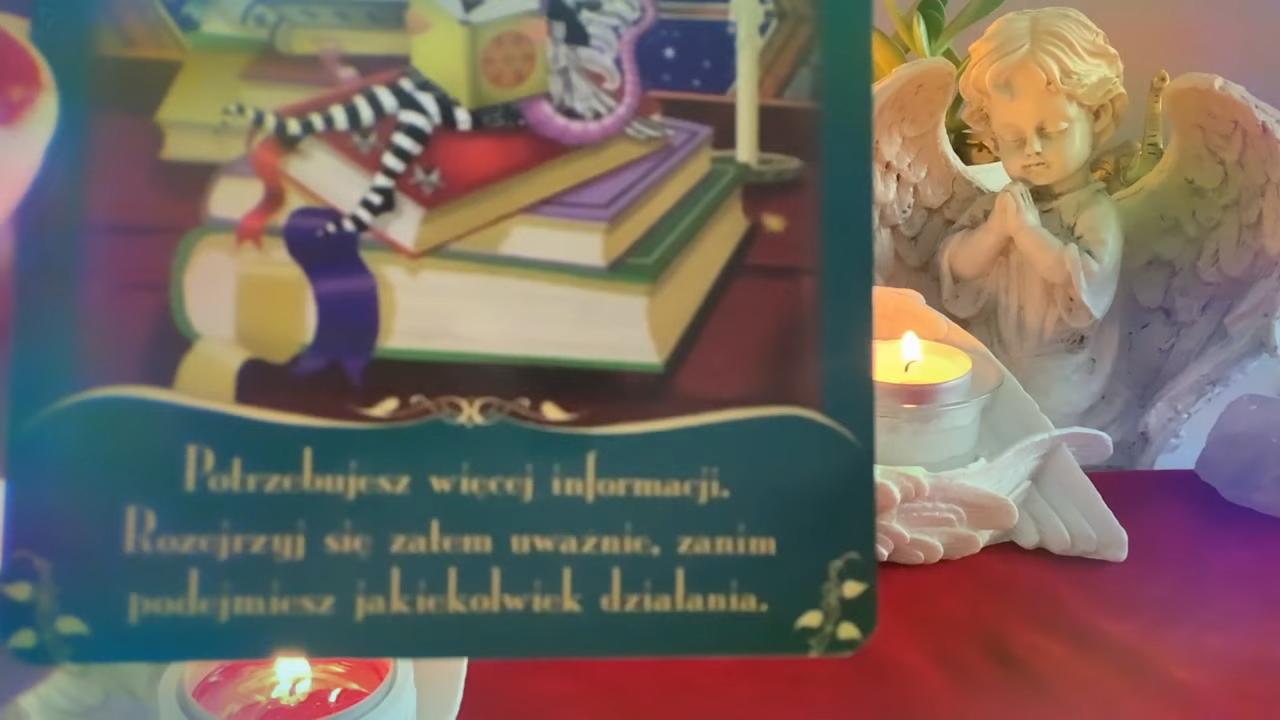 Potrzebujesz więcej informacji.
Rozejrzyj się zatem uważnie, zanim
podejmiesz jakiekolwiek działania.